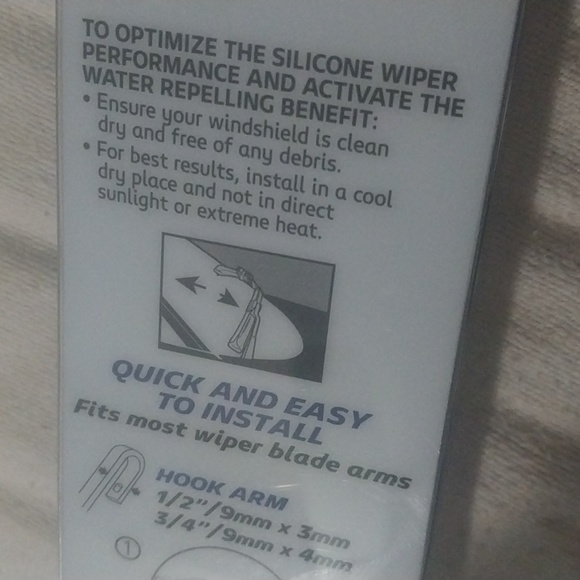 TO OPTIMIZE THE SILICONE WIPER
PERFORMANCE AND ACTIVATE THE
WATER REPELLING BENEFIT:
• Ensure your windshield is clean
dry and free of any debris.
• For best results, install in a cool
dry place and not in direct
sunlight or extreme heat.
QUICK AND EASY
TO INSTALL
Fits most wiper blade arms
HOOK ARM
1/2"/9mm x 3mm
3/4"/9mm x 4mm
1